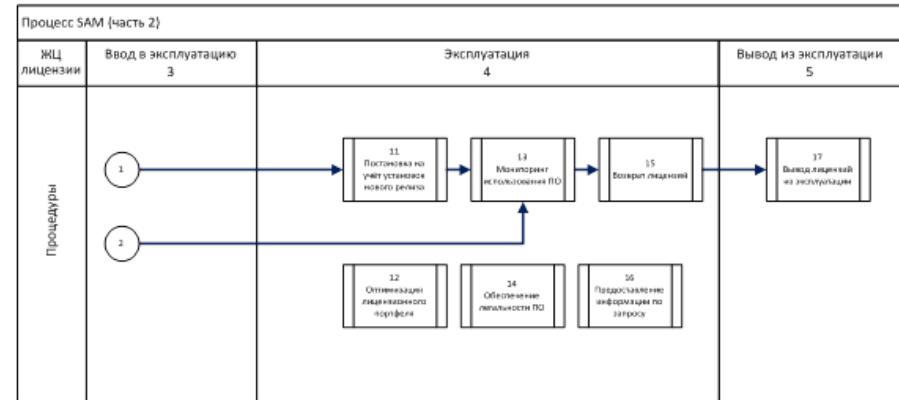 Процесс SAM (часть 2)
ЖЦ
лицензии
Ввод в эксплуатацию
3
Эксплуатация
4
Вывод из эксплуатации
5
Процедуры
1
11
Постановка на
учёт установок
нового релиза
13
Мониторинг
использования ПО
15
Возврат лицензий
17
Вывод лицензий
из эксплуатации
2
12
Оптимизация
лицензионного
портфеля
14
Обеспечение
легальности ПО
16
Предоставление
информации по
запросу